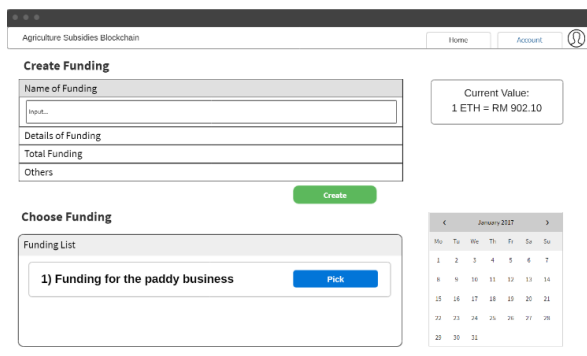 Agriculture Subsidies Blockchain
Home
Account
Create Funding
Name of Funding
Input...
Details of Funding
Total Funding
Others
Create
Current Value:
1 ETH = RM 902.10
Choose Funding
Funding List
1) Funding for the paddy business
Pick
January 2017
Mo Tu We Th Fr Sa Su
1 2 3 4 5 6 7
8 9 10 11 12 13 14
15 16 17 18 19 20 21
22 23 24 25 26 27 28
29 30 31